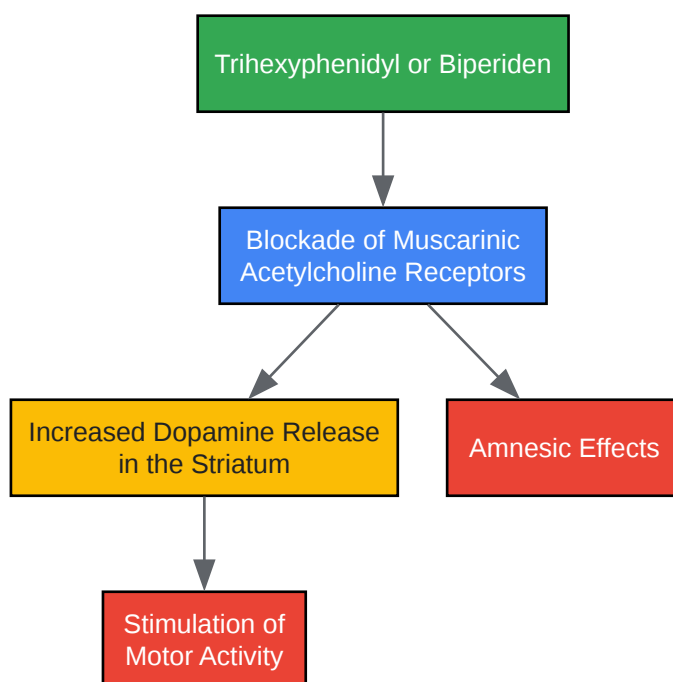 Trihexyphenidyl or Biperiden
Blockade of Muscarinic
Acetylcholine Receptors
Increased Dopamine Release
in the Striatum
Amnesic Effects
Stimulation of
Motor Activity